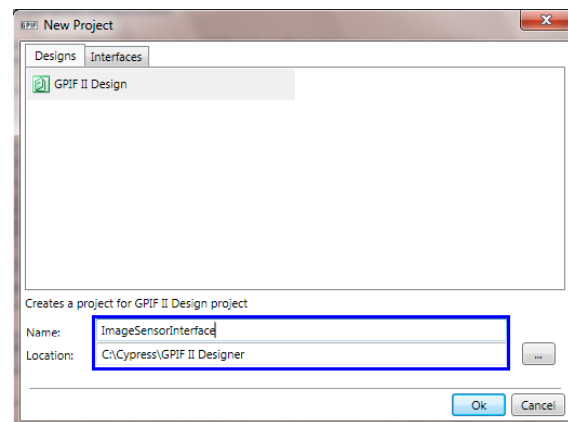 GPIF New Project
Designs Interfaces
GPIF II Design
Creates a project for GPIF II Design project
Name: ImageSensorInterface
Location: C:\Cypress\GPIF II Designer ...
Ok Cancel